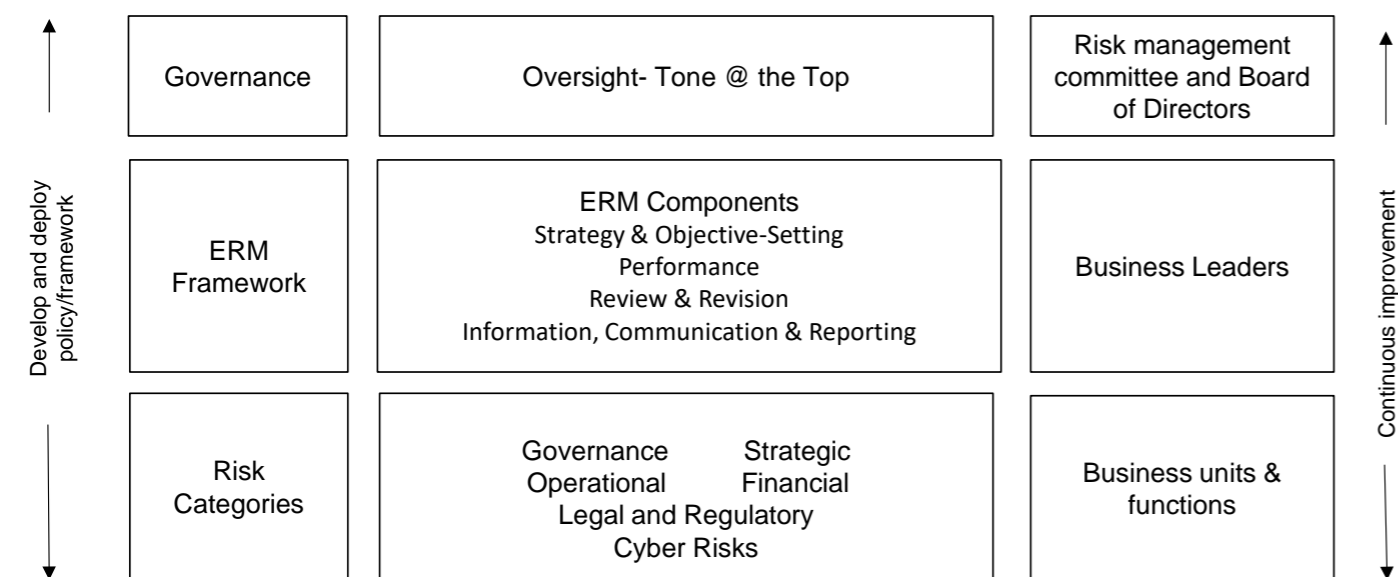 Develop and deploy
policy/framework
Governance
Oversight- Tone @ the Top
Risk management
committee and Board
of Directors
ERM
Framework
ERM Components
Strategy & Objective-Setting
Performance
Review & Revision
Information, Communication & Reporting
Business Leaders
Risk
Categories
Governance Strategic
Operational Financial
Legal and Regulatory
Cyber Risks
Business units &
functions
Continuous improvement